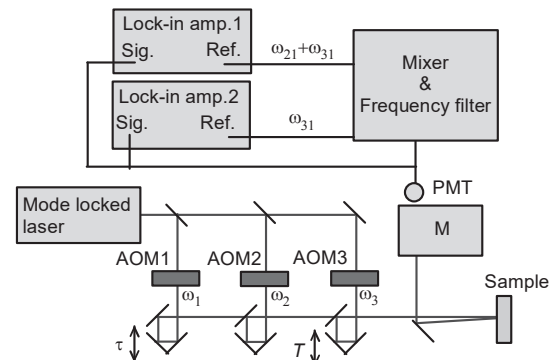 Lock-in amp.1
Sig. Ref.
ω21+ω31
Mixer
&
Frequency filter
Lock-in amp.2
Sig. Ref.
ω31
PMT
Mode locked
laser
M
AOM1 AOM2 AOM3
Sample
ω1 ω2 ω3
τ
T